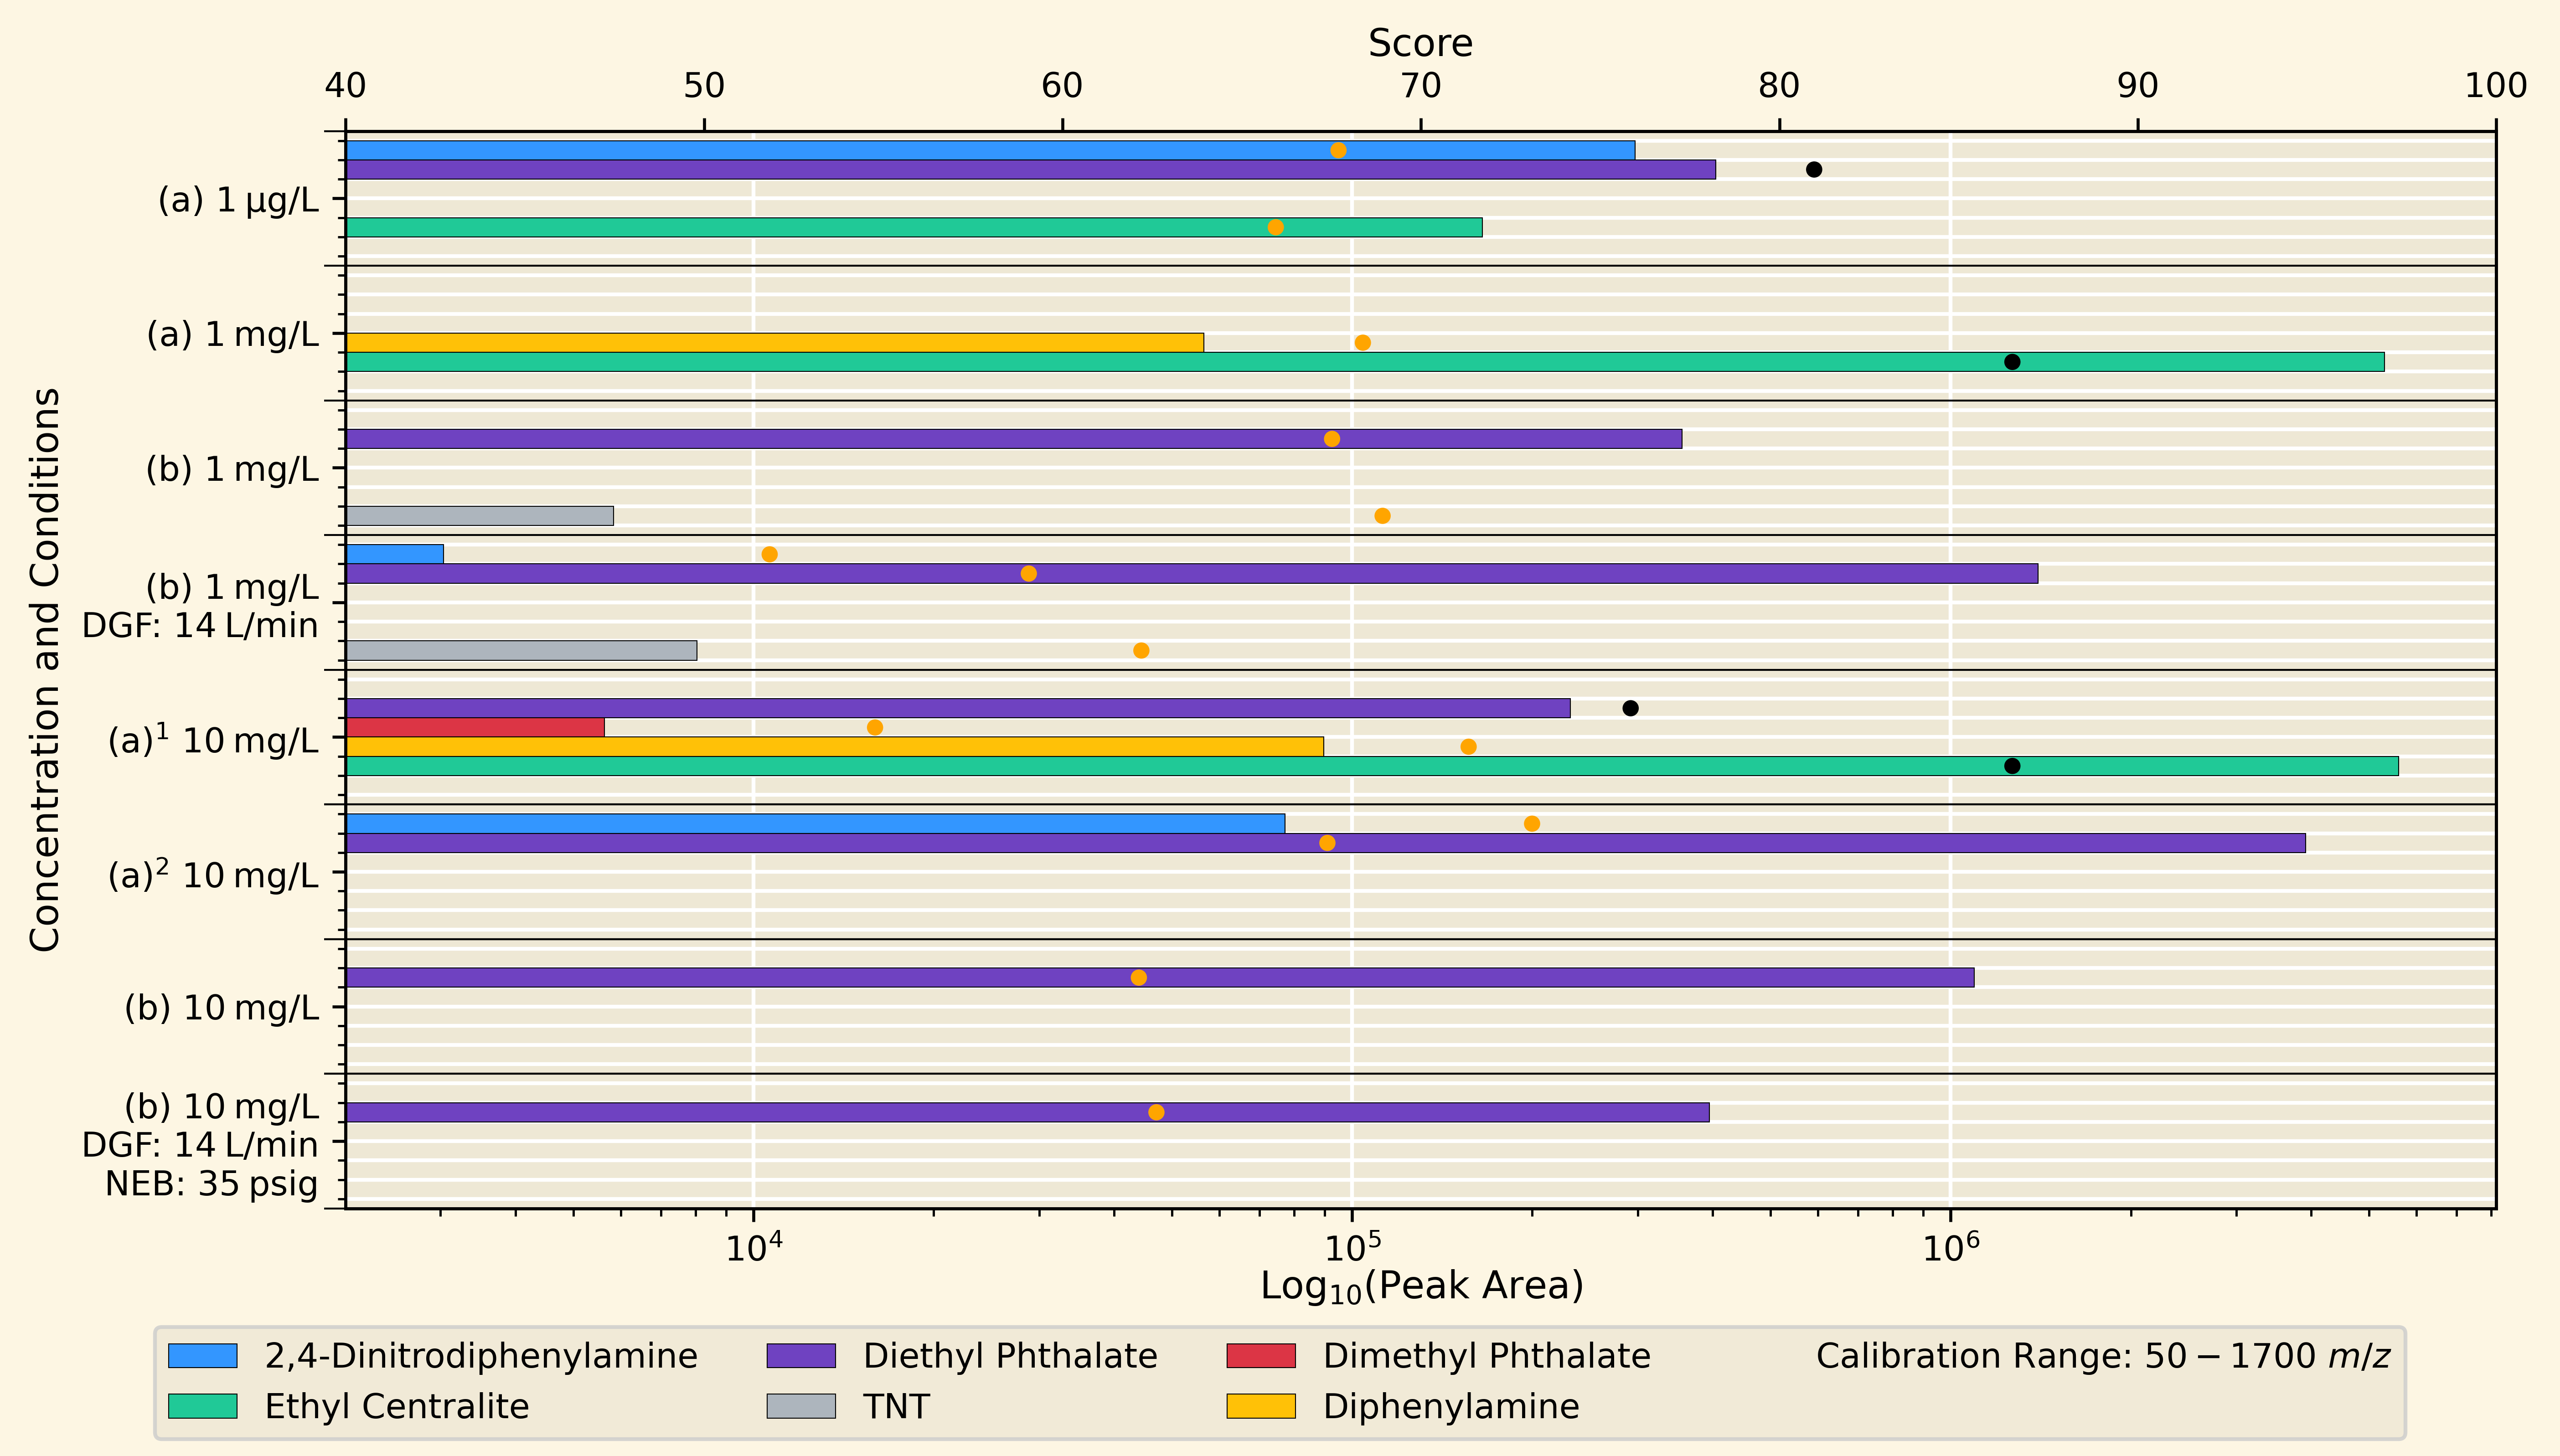 Score
40 50 60 70 80 90 100
Concentration and Conditions
(a) 1 µg/L
(a) 1 mg/L
(b) 1 mg/L
(b) 1 mg/L
DGF: 14 L/min
(a)¹ 10 mg/L
(a)² 10 mg/L
(b) 10 mg/L
(b) 10 mg/L
DGF: 14 L/min
NEB: 35 psig
10⁴ 10⁵ 10⁶
Log₁₀(Peak Area)
2,4-Dinitrodiphenylamine Diethyl Phthalate Dimethyl Phthalate Calibration Range: 50 − 1700 m/z
Ethyl Centralite TNT Diphenylamine